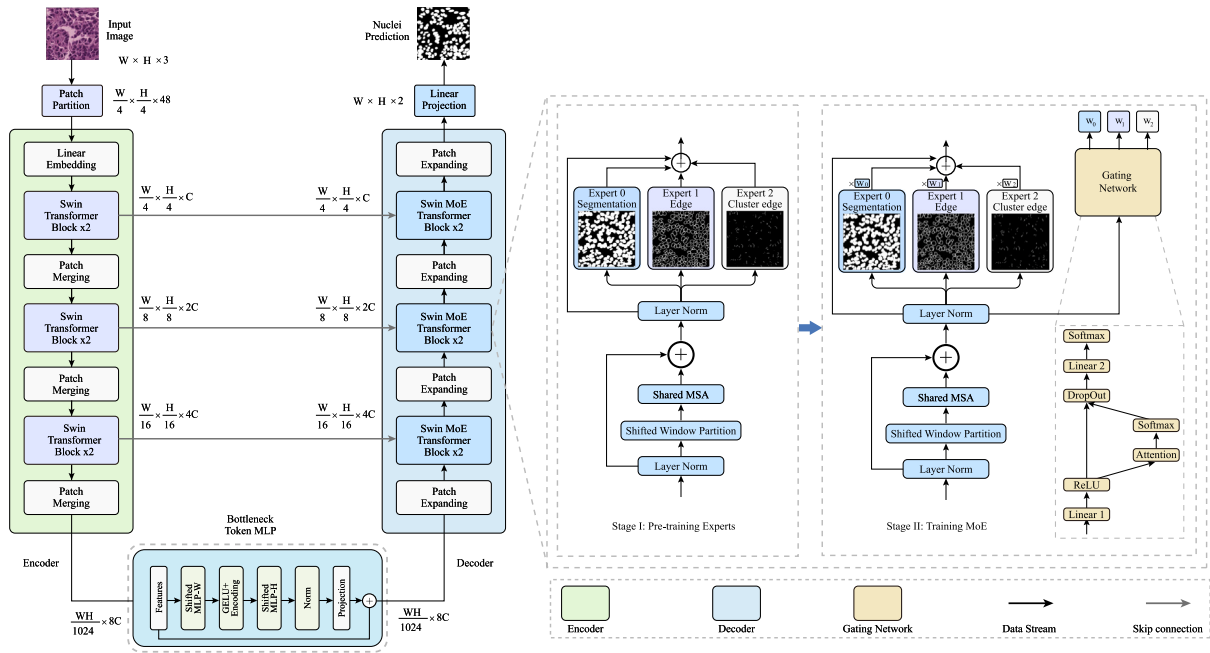 Input
Image
W × H ×3
Patch
Partition
W/4 × H/4 ×48
Linear
Embedding
Swin
Transformer
Block x2
W/4 × H/4 ×C
Patch
Merging
Swin
Transformer
Block x2
W/8 × H/8 ×2C
Patch
Merging
Swin
Transformer
Block x2
W/16 × H/16 ×4C
Patch
Merging
Encoder
WH/1024 ×8C
Bottleneck
Token MLP
Features
Shifted
MLP-W
GELU+
Encoding
Shifted
MLP-H
Norm
Projection
+
WH/1024 ×8C
Decoder
Nuclei
Prediction
W × H ×2
Linear
Projection
Patch
Expanding
W/4 × H/4 ×C
Swin MoE
Transformer
Block x2
Patch
Expanding
W/8 × H/8 ×2C
Swin MoE
Transformer
Block x2
Patch
Expanding
W/16 × H/16 ×4C
Swin MoE
Transformer
Block x2
Patch
Expanding
+
Expert 0
Segmentation
Expert 1
Edge
Expert 2
Cluster edge
Layer Norm
+
Shared MSA
Shifted Window Partition
Layer Norm
Stage I: Pre-training Experts
+
×W0
×W1
×W2
Expert 0
Segmentation
Expert 1
Edge
Expert 2
Cluster edge
Layer Norm
+
Shared MSA
Shifted Window Partition
Layer Norm
Stage II: Training MoE
W0
W1
W2
Gating
Network
Softmax
Linear 2
DropOut
Softmax
Attention
ReLU
Linear 1
Encoder
Decoder
Gating Network
Data Stream
Skip connection